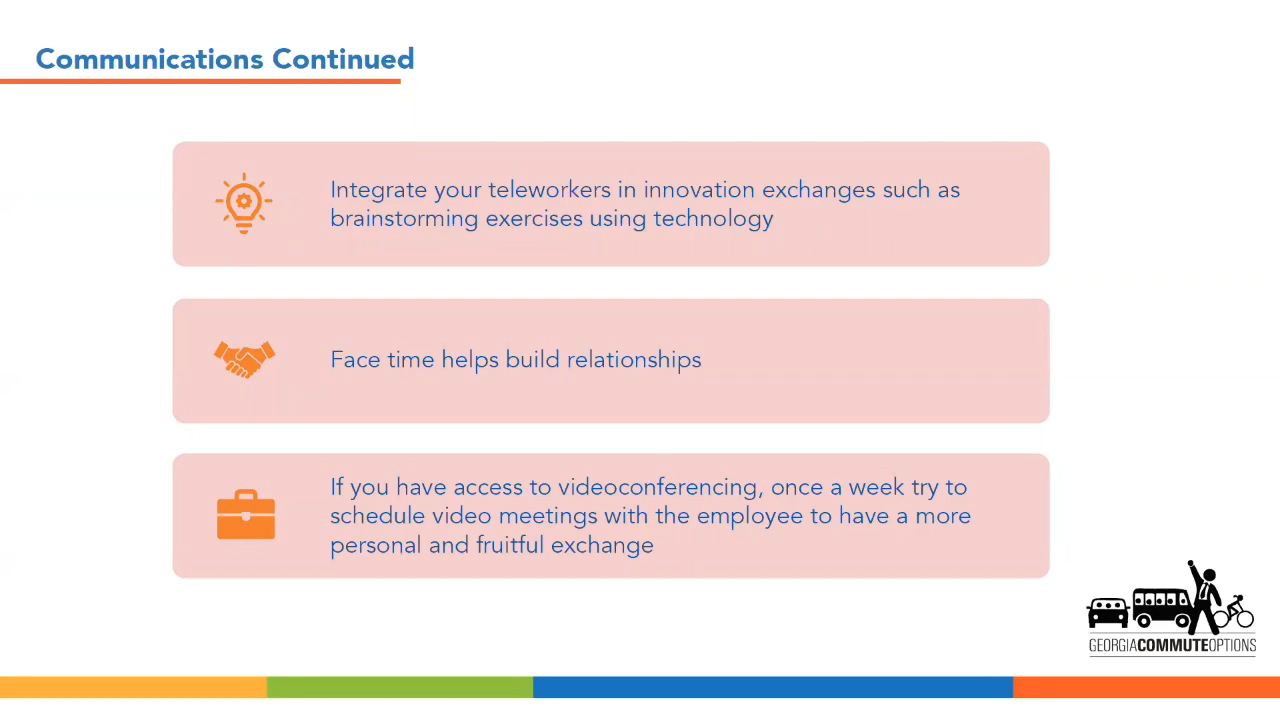 Communications Continued
Integrate your teleworkers in innovation exchanges such as
brainstorming exercises using technology
Face time helps build relationships
If you have access to videoconferencing, once a week try to
schedule video meetings with the employee to have a more
personal and fruitful exchange
GEORGIACOMMUTEOPTIONS